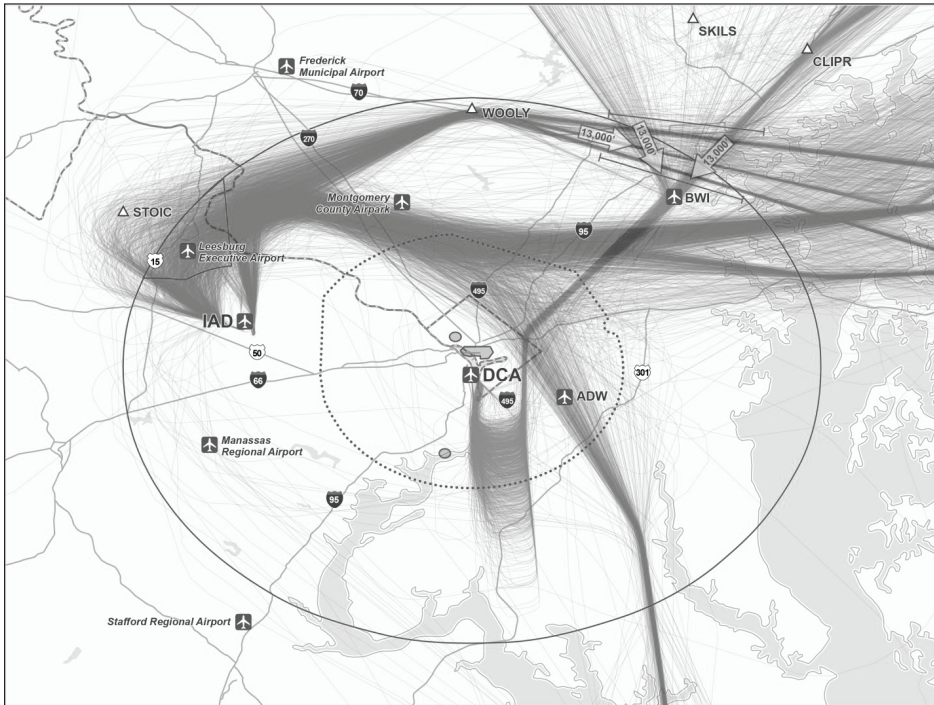 SKILS
CLIPR
Frederick
Municipal Airport
70
WOOLY
270
13,000'
13,000'
13,000'
BWI
Montgomery
County Airpark
STOIC
95
Leesburg
Executive Airport
15
495
IAD
50
DCA
66
301
495
ADW
Manassas
Regional Airport
95
Stafford Regional Airport